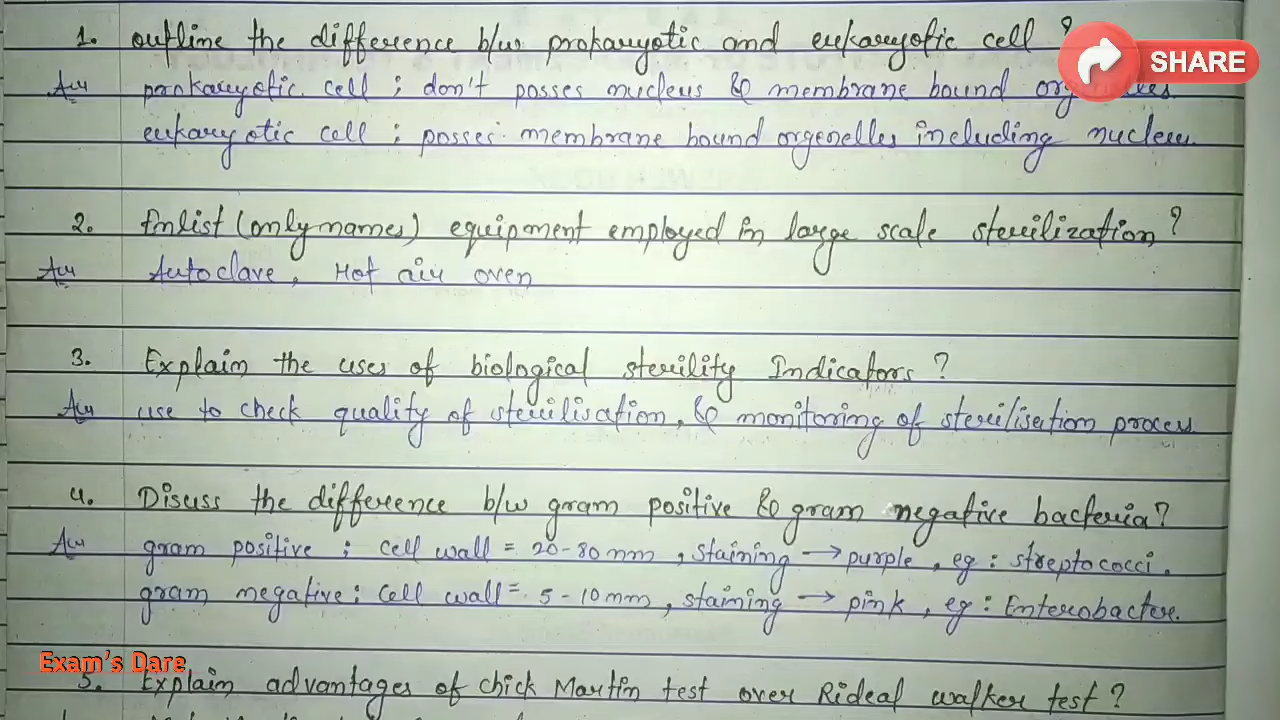 1. outline the difference b/w prokaryotic and eukaryotic cell ?
SHARE
Ans prokaryotic cell ; don't posses nucleus & membrane bound organelles
eukaryotic cell ; posses membrane bound orgenelles including nucleus.
2. Enlist (only names) equipment employed in large scale sterilization ?
Ans Autoclave, Hot air oven
3. Explain the uses of biological sterility Indicators ?
Ans use to check quality of sterilisation, & monitoring of sterilisation process
4. Disuss the difference b/w gram positive & gram negative bacteria?
Ans gram positive ; cell wall = 20-80 nm, staining → purple, eg : streptococci.
gram negative ; cell wall = 5-10 nm, staining → pink, eg : Enterobacter.
Exam's Dare
5. Explain advantages of chick Martin test over Rideal walker test ?